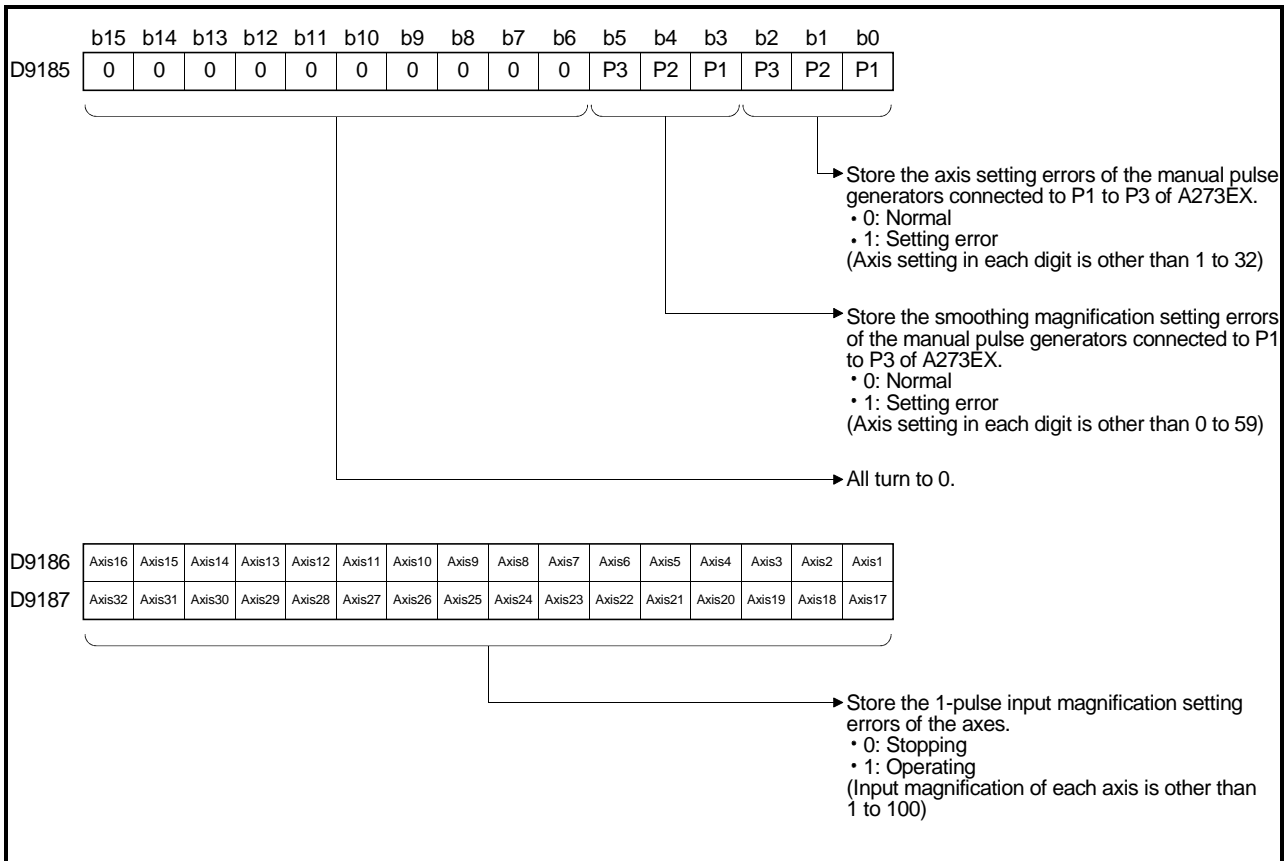 b15 b14 b13 b12 b11 b10 b9 b8 b7 b6 b5 b4 b3 b2 b1 b0
D9185 0 0 0 0 0 0 0 0 0 0 P3 P2 P1 P3 P2 P1
Store the axis setting errors of the manual pulse
generators connected to P1 to P3 of A273EX.
• 0: Normal
• 1: Setting error
(Axis setting in each digit is other than 1 to 32)
Store the smoothing magnification setting errors
of the manual pulse generators connected to P1
to P3 of A273EX.
• 0: Normal
• 1: Setting error
(Axis setting in each digit is other than 0 to 59)
All turn to 0.
D9186 Axis16 Axis15 Axis14 Axis13 Axis12 Axis11 Axis10 Axis9 Axis8 Axis7 Axis6 Axis5 Axis4 Axis3 Axis2 Axis1
D9187 Axis32 Axis31 Axis30 Axis29 Axis28 Axis27 Axis26 Axis25 Axis24 Axis23 Axis22 Axis21 Axis20 Axis19 Axis18 Axis17
Store the 1-pulse input magnification setting
errors of the axes.
• 0: Stopping
• 1: Operating
(Input magnification of each axis is other than
1 to 100)